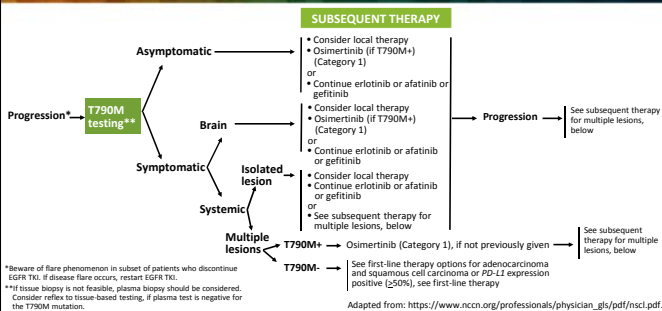 SUBSEQUENT THERAPY
Asymptomatic
• Consider local therapy
• Osimertinib (if T790M+)
(Category 1)
or
• Continue erlotinib or afatinib or
gefitinib
Progression*
T790M
testing**
Brain
• Consider local therapy
• Osimertinib (if T790M+)
(Category 1)
or
• Continue erlotinib or afatinib
or gefitinib
Progression
See subsequent therapy
for multiple lesions,
below
Symptomatic
Isolated
lesion
• Consider local therapy
• Continue erlotinib or afatinib
or gefitinib
or
• See subsequent therapy for
multiple lesions, below
Systemic
Multiple
lesions
T790M+
Osimertinib (Category 1), if not previously given
See subsequent
therapy for multiple
lesions, below
T790M-
See first-line therapy options for adenocarcinoma
and squamous cell carcinoma or PD-L1 expression
positive (≥50%), see first-line therapy
*Beware of flare phenomenon in subset of patients who discontinue
EGFR TKI. If disease flare occurs, restart EGFR TKI.
**If tissue biopsy is not feasible, plasma biopsy should be considered.
Consider reflex to tissue-based testing, if plasma test is negative for
the T790M mutation.
Adapted from: https://www.nccn.org/professionals/physician_gls/pdf/nscl.pdf.